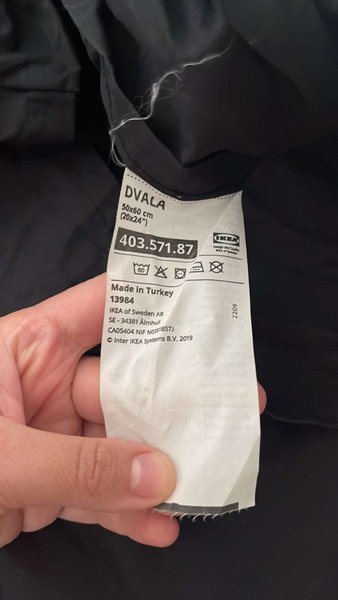 DVALA
50x60 cm
(20x24")
403.571.87
IKEA
60
Made in Turkey
13984
IKEA of Sweden AB
SE - 34381 Älmhult
© Inter IKEA Systems B.V. 2019
2209